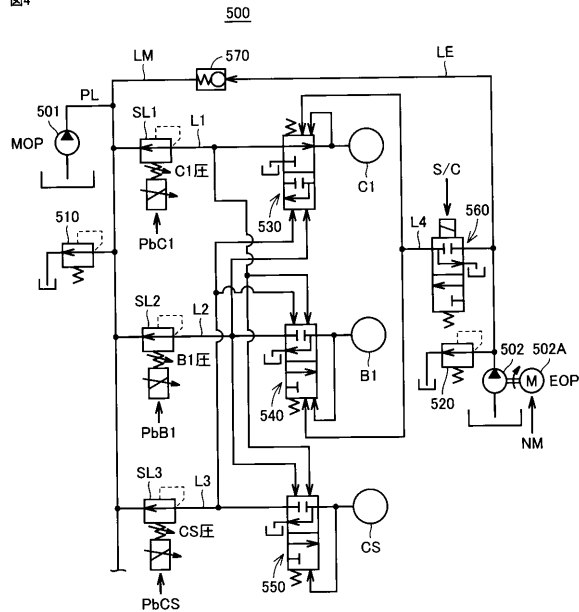 図4
500
LM
570
LE
PL
501
MOP
SL1
L1
C1圧
PbC1
530
C1
S/C
L4
560
510
SL2
L2
B1圧
PbB1
540
B1
520
502
502A
EOP
NM
SL3
L3
CS圧
PbCS
550
CS
M